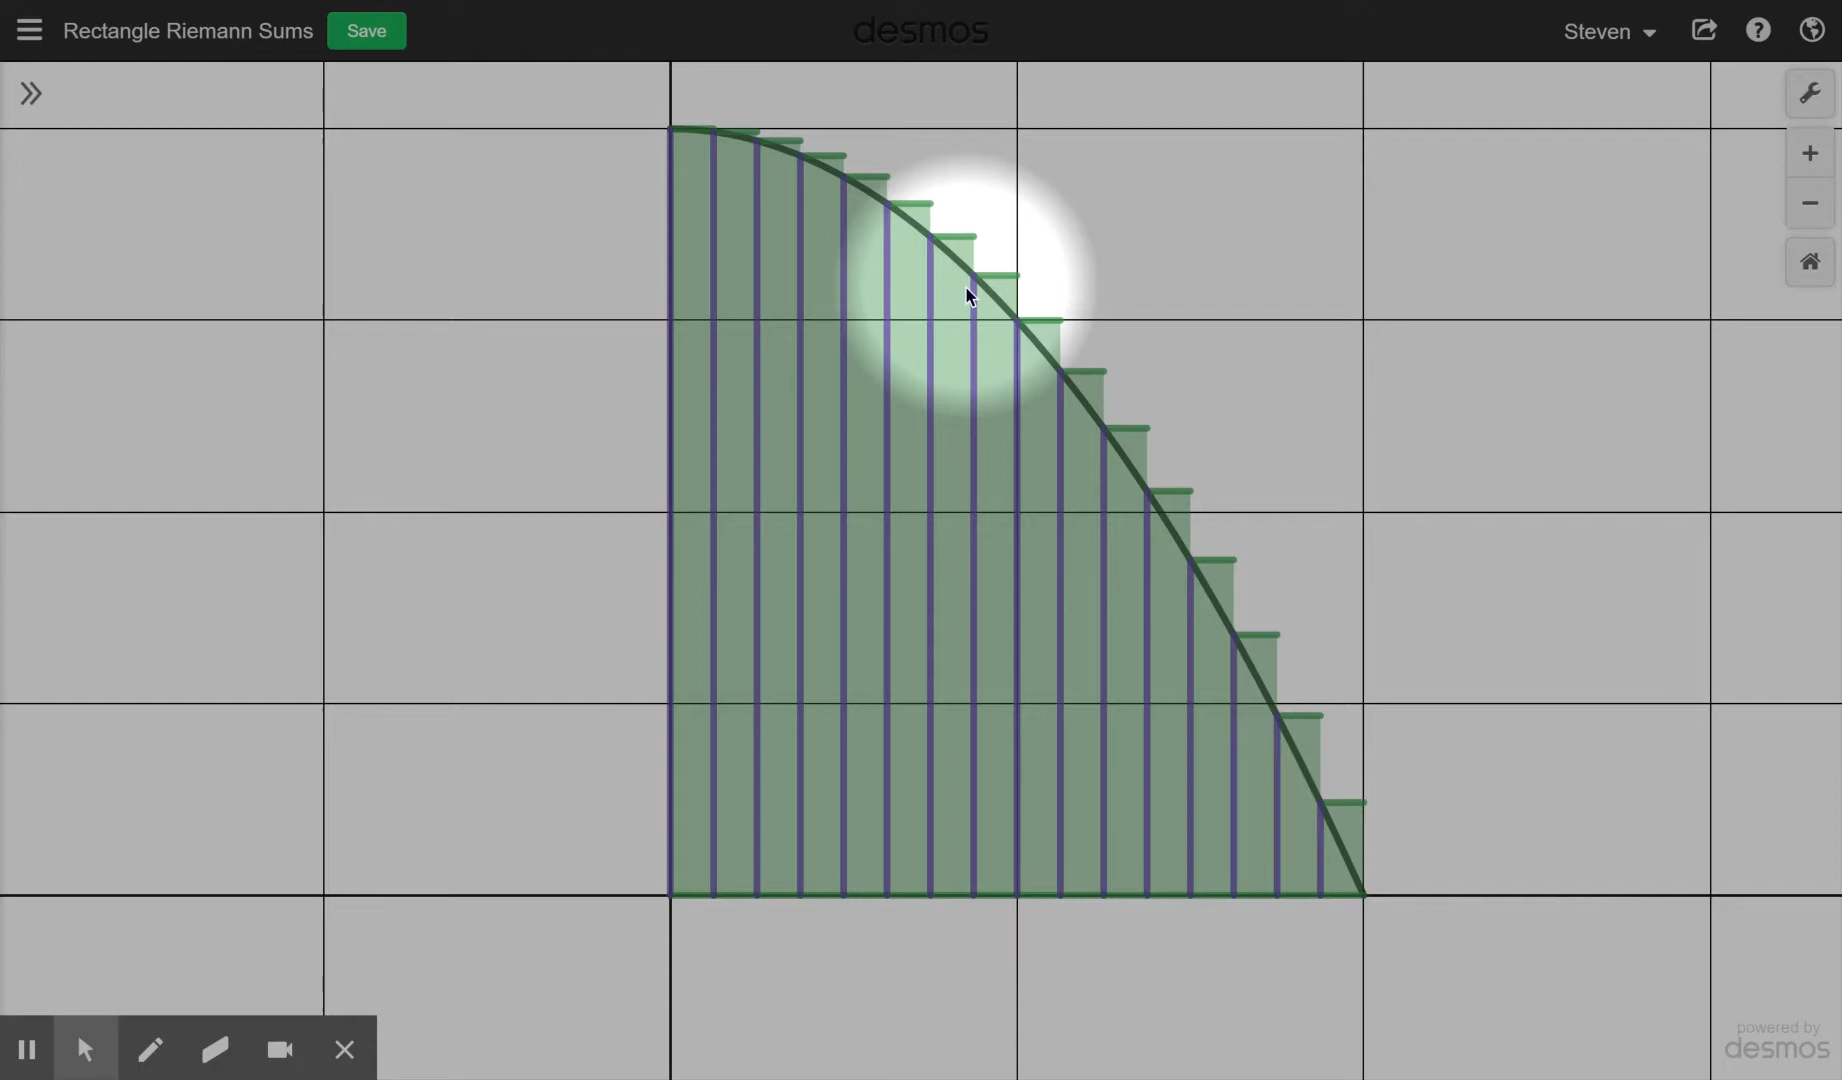 Rectangle Riemann Sums
Save
desmos
Steven
powered by
desmos